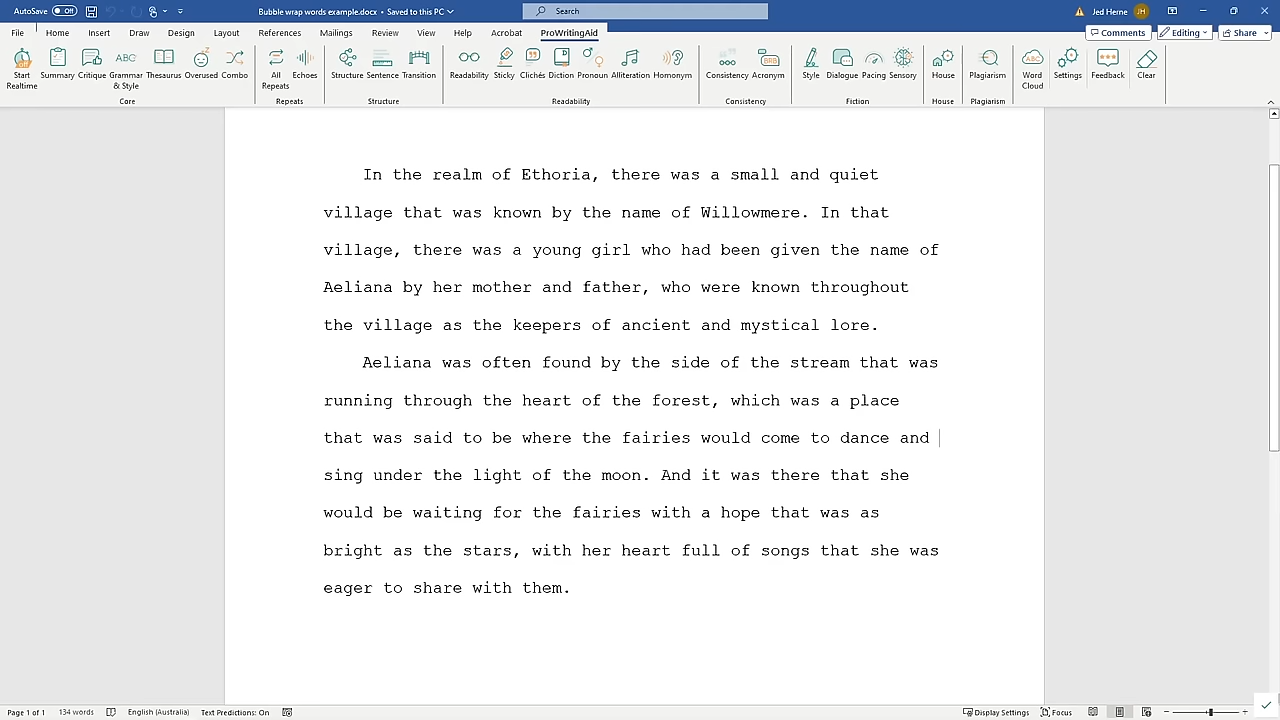 AutoSave Off Bubble wrap words example.docx • Saved to this PC Search Jed Herne JH
File Home Insert Draw Design Layout References Mailings Review View Help Acrobat ProWritingAid Comments Editing Share
Start Realtime Summary Critique Grammar & Style Thesaurus Overused Combo All Repeats Echoes Structure Sentence Transition Readability Sticky Clichés Diction Pronoun Alliteration Homonym Consistency Acronym Style Dialogue Pacing Sensory House Plagiarism Word Cloud Settings Feedback Clear
Core Repeats Structure Readability Consistency Fiction House Plagiarism
In the realm of Ethoria, there was a small and quiet
village that was known by the name of Willowmere. In that
village, there was a young girl who had been given the name of
Aeliana by her mother and father, who were known throughout
the village as the keepers of ancient and mystical lore.
Aeliana was often found by the side of the stream that was
running through the heart of the forest, which was a place
that was said to be where the fairies would come to dance and
sing under the light of the moon. And it was there that she
would be waiting for the fairies with a hope that was as
bright as the stars, with her heart full of songs that she was
eager to share with them.
Page 1 of 1 134 words English (Australia) Text Predictions: On Display Settings Focus